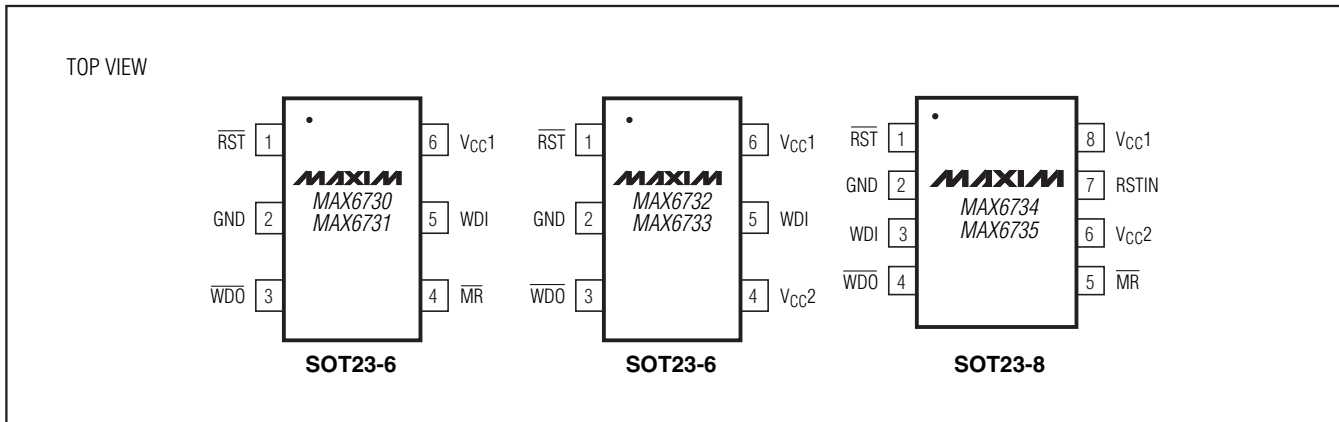 TOP VIEW
RST 1
GND 2
WDO 3
MAXIM
MAX6730
MAX6731
6 VCC1
5 WDI
4 MR
SOT23-6
RST 1
GND 2
WDO 3
MAXIM
MAX6732
MAX6733
6 VCC1
5 WDI
4 VCC2
SOT23-6
RST 1
GND 2
WDI 3
WDO 4
MAXIM
MAX6734
MAX6735
8 VCC1
7 RSTIN
6 VCC2
5 MR
SOT23-8